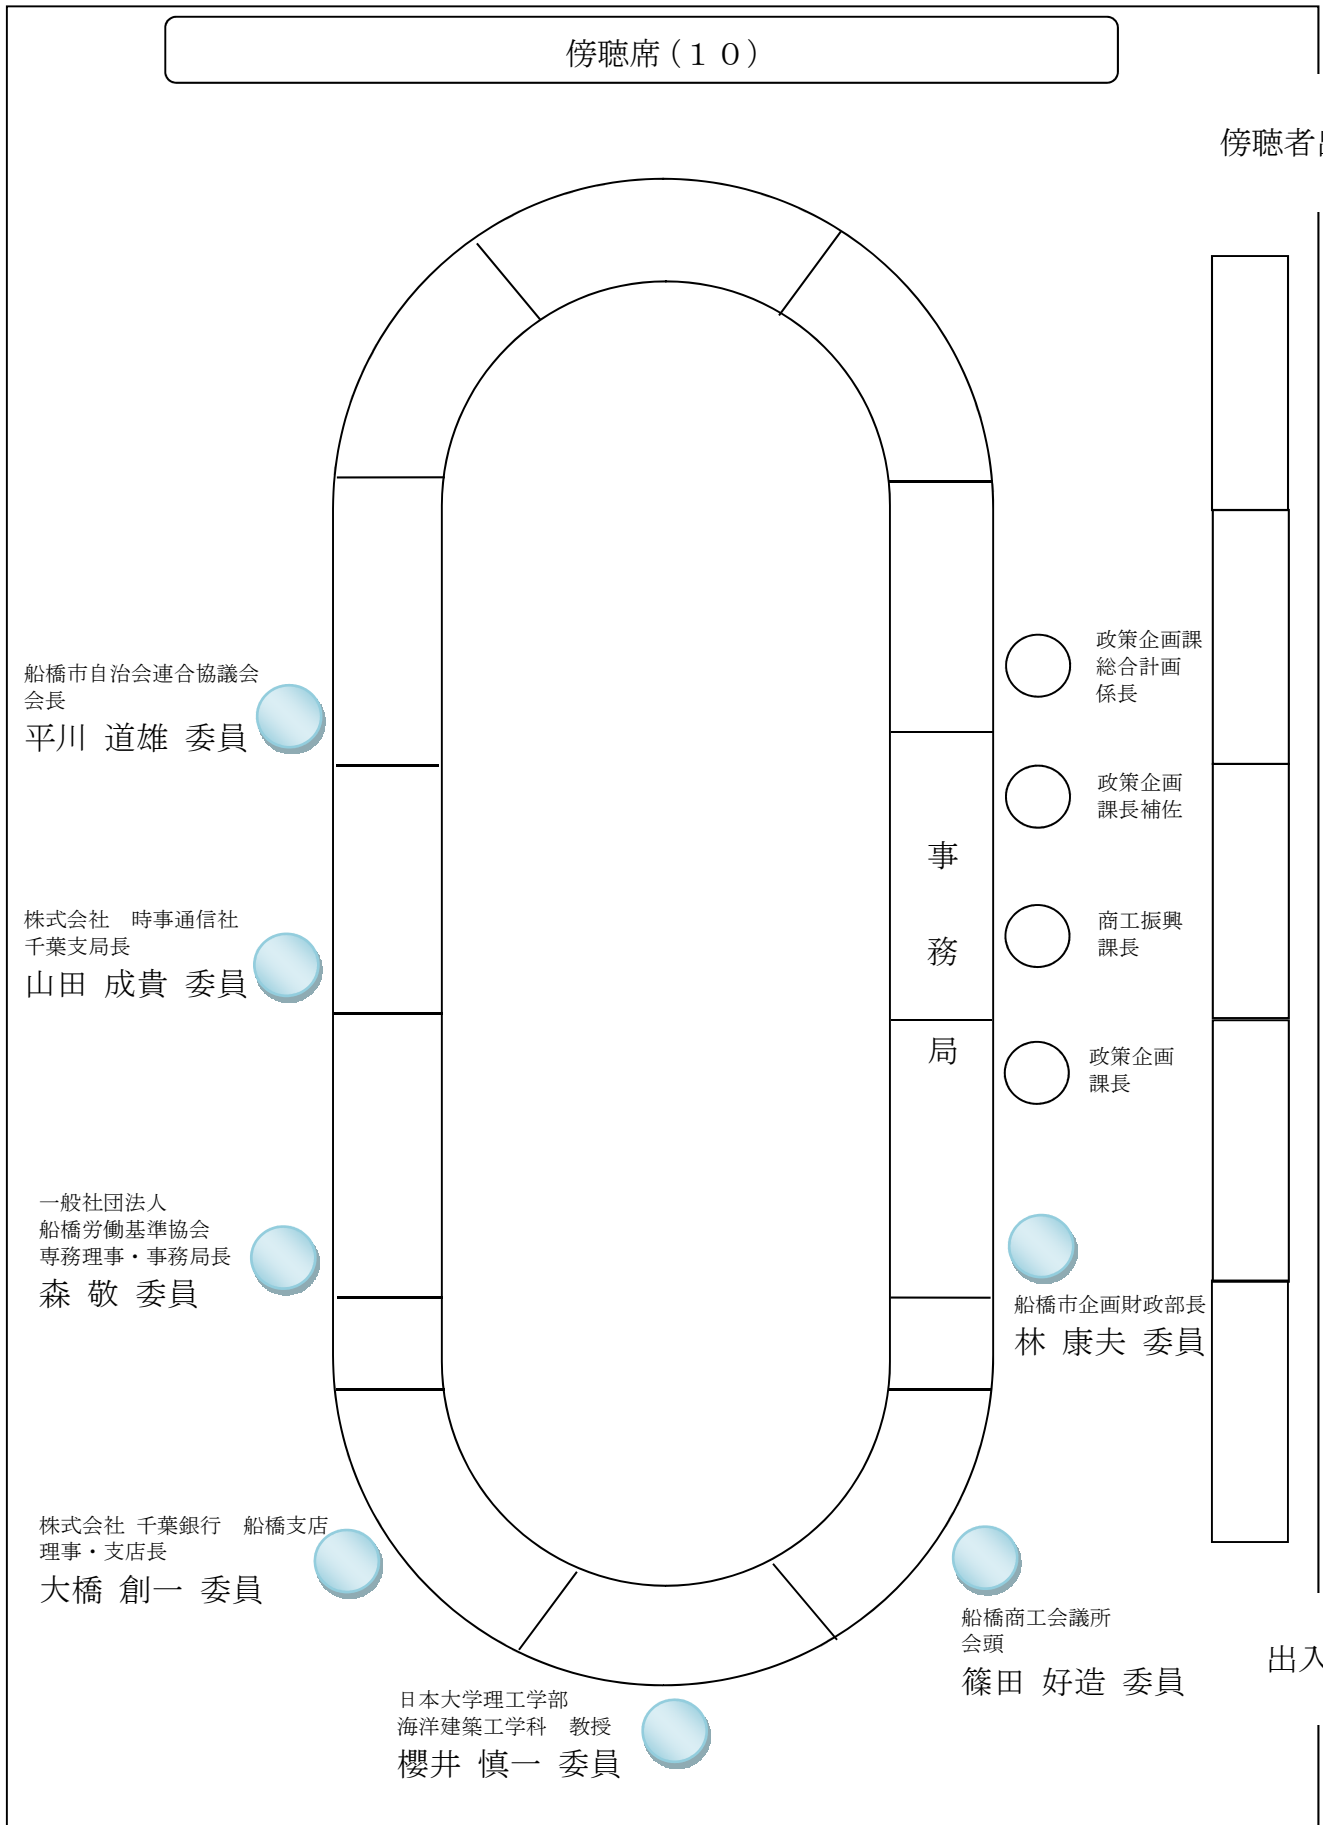 傍聴席（１０）
傍聴者
船橋市自治会連合協議会
会長
平川 道雄 委員
株式会社　時事通信社
千葉支局長
山田 成貴 委員
一般社団法人
船橋労働基準協会
専務理事・事務局長
森 敬 委員
株式会社 千葉銀行　船橋支店
理事・支店長
大橋 創一 委員
日本大学理工学部
海洋建築工学科　教授
櫻井 慎一 委員
船橋商工会議所
会頭
篠田 好造 委員
船橋市企画財政部長
林 康夫 委員
事
務
局
政策企画課
総合計画
係長
政策企画
課長補佐
商工振興
課長
政策企画
課長
出入